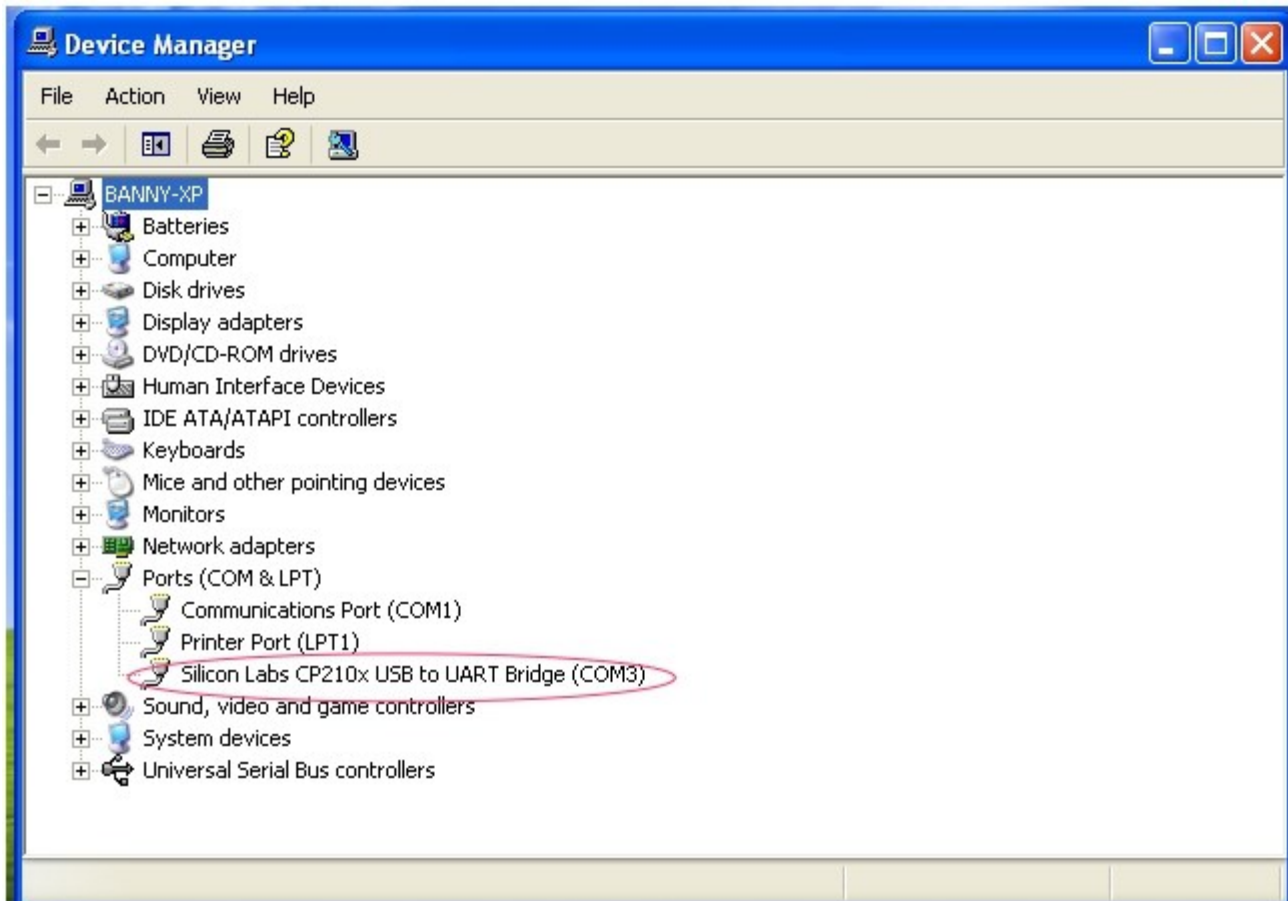 Device Manager
File Action View Help
BANNY-XP
Batteries
Computer
Disk drives
Display adapters
DVD/CD-ROM drives
Human Interface Devices
IDE ATA/ATAPI controllers
Keyboards
Mice and other pointing devices
Monitors
Network adapters
Ports (COM & LPT)
Communications Port (COM1)
Printer Port (LPT1)
Silicon Labs CP210x USB to UART Bridge (COM3)
Sound, video and game controllers
System devices
Universal Serial Bus controllers